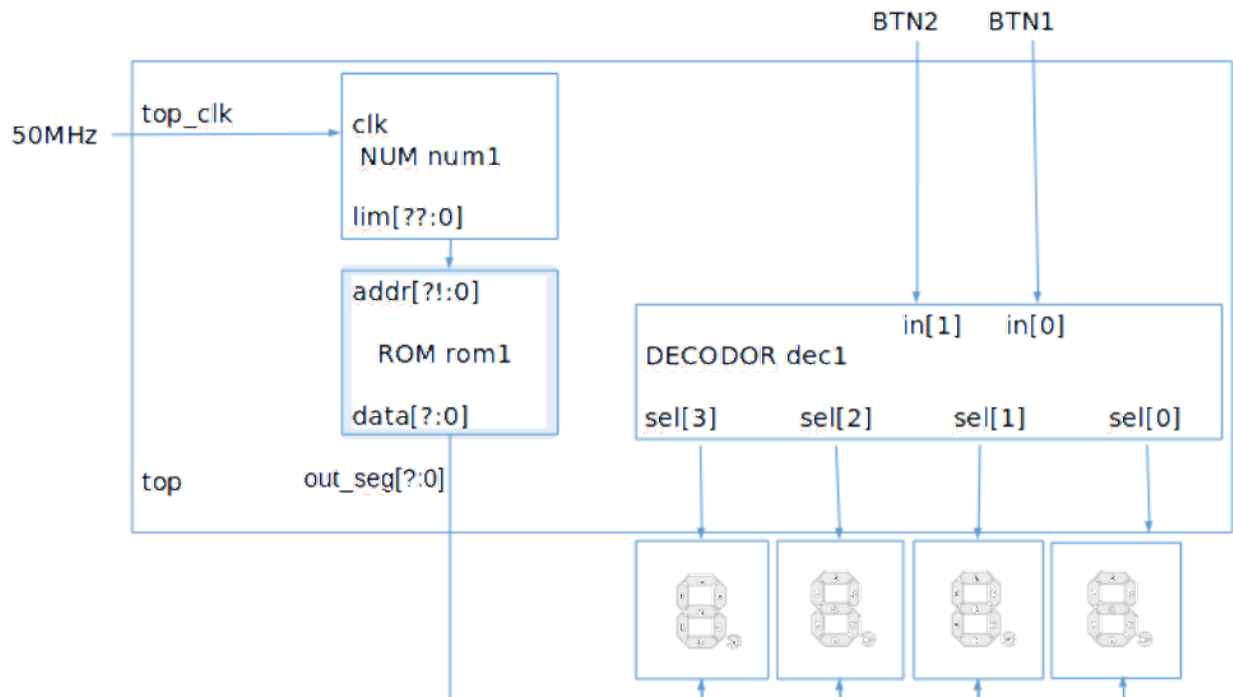 BTN2 BTN1
top_clk
50MHz
clk
NUM num1
lim[??:0]
addr[?!:0]
ROM rom1
data[?:0]
in[1] in[0]
DECODOR dec1
sel[3] sel[2] sel[1] sel[0]
top
out_seg[?:0]